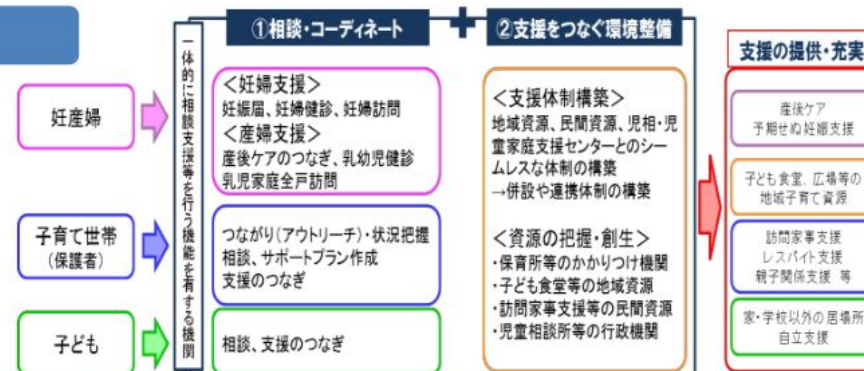 ①相談・コーディネート
②支援をつなぐ環境整備
支援の提供・充実
妊産婦
子育て世帯
(保護者)
子ども
一体的に相談支援等を行う機能を有する機関
<妊婦支援>
妊娠届、妊婦健診、妊婦訪問
<産婦支援>
産後ケアのつなぎ、乳幼児健診
乳児家庭全戸訪問
つながり(アウトリーチ)・状況把握
相談、サポートプラン作成
支援のつなぎ
相談、支援のつなぎ
<支援体制構築>
地域資源、民間資源、児相・児
童家庭支援センターとのシー
ムレスな体制の構築
→併設や連携体制の構築
<資源の把握・創生>
・保育所等のかかりつけ機関
・子ども食堂等の地域資源
・訪問家事支援等の民間資源
・児童相談所等の行政機関
産後ケア
予期せぬ妊娠支援
子ども食堂、広場等の
地域子育て資源
訪問家事支援
レスパイト支援
親子関係支援 等
家・学校以外の居場所
自立支援